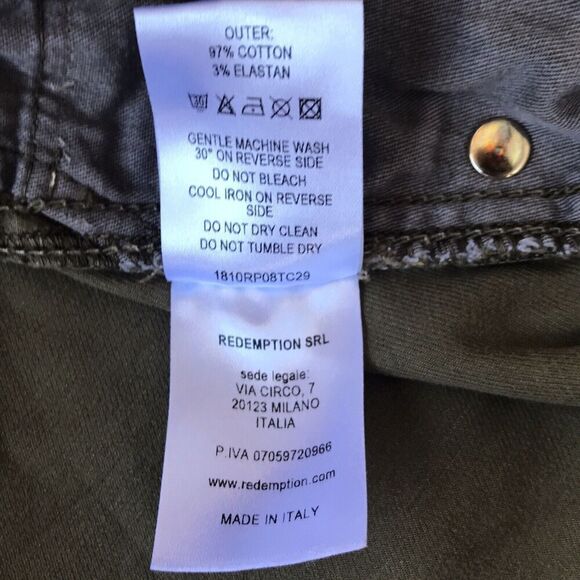 OUTER:
97% COTTON
3% ELASTAN
30
GENTLE MACHINE WASH
30° ON REVERSE SIDE
DO NOT BLEACH
COOL IRON ON REVERSE
SIDE
DO NOT DRY CLEAN
DO NOT TUMBLE DRY
1810RP08TC29
REDEMPTION SRL
sede legale:
VIA CIRCO, 7
20123 MILANO
ITALIA
P.IVA 07059720966
www.redemption.com
MADE IN ITALY